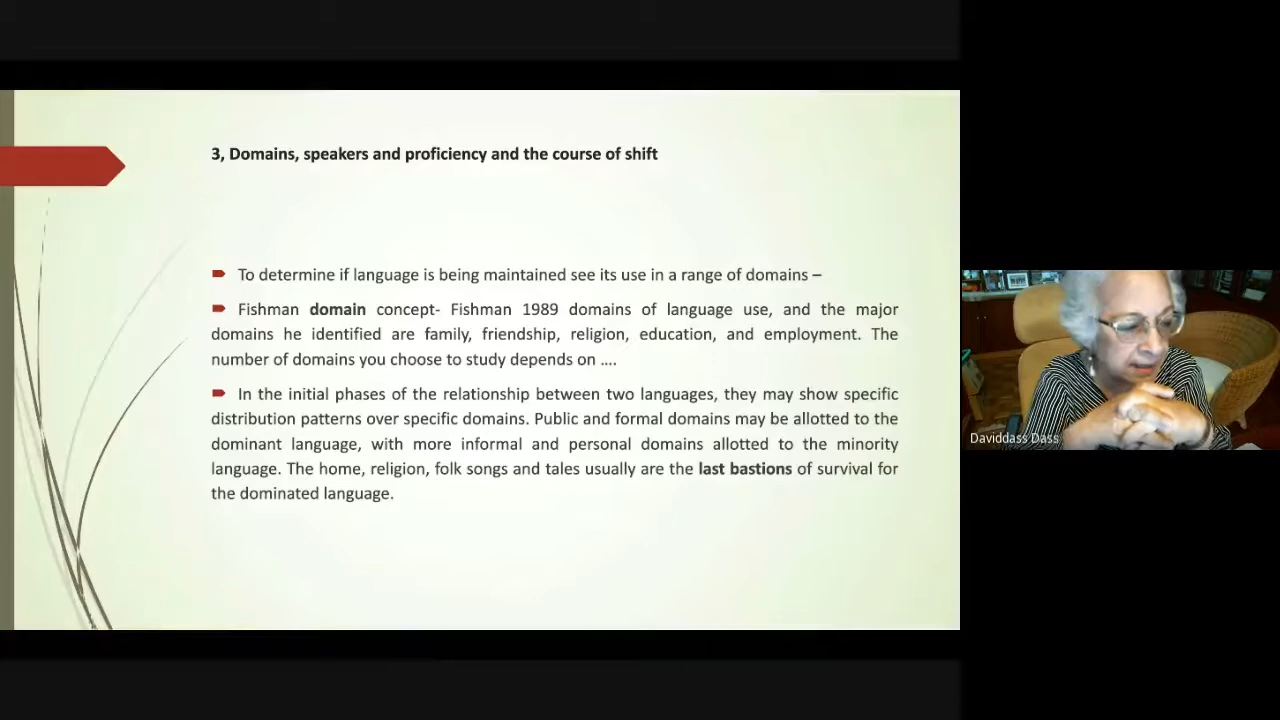 3, Domains, speakers and proficiency and the course of shift
To determine if language is being maintained see its use in a range of domains –
Fishman domain concept- Fishman 1989 domains of language use, and the major
domains he identified are family, friendship, religion, education, and employment. The
number of domains you choose to study depends on ....
In the initial phases of the relationship between two languages, they may show specific
distribution patterns over specific domains. Public and formal domains may be allotted to the
dominant language, with more informal and personal domains allotted to the minority
language. The home, religion, folk songs and tales usually are the last bastions of survival for
the dominated language.
Daviddass Dass